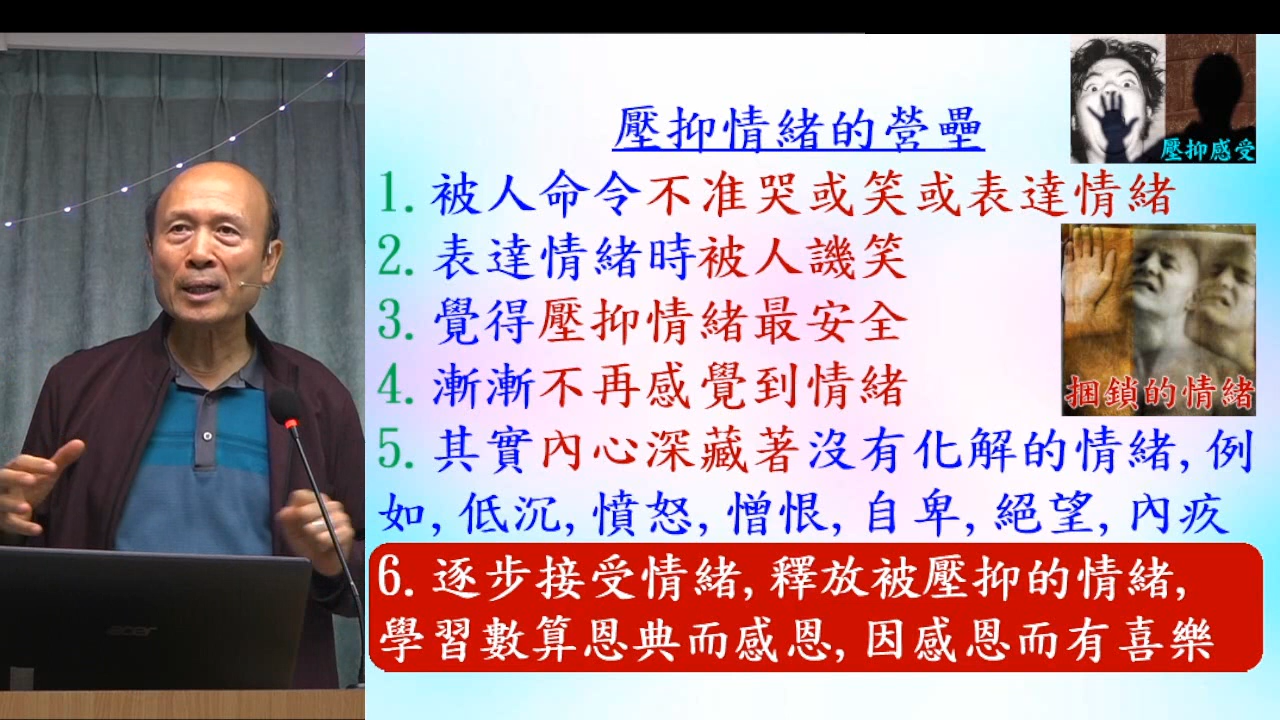 壓抑情緒的營壘
壓抑感受
1. 被人命令不准哭或笑或表達情緒
2. 表達情緒時被人譏笑
3. 覺得壓抑情緒最安全
4. 漸漸不再感覺到情緒
捆鎖的情緒
5. 其實內心深藏著沒有化解的情緒, 例
如, 低沉, 憤怒, 憎恨, 自卑, 絕望, 內疚
6. 逐步接受情緒, 釋放被壓抑的情緒,
學習數算恩典而感恩, 因感恩而有喜樂
acer